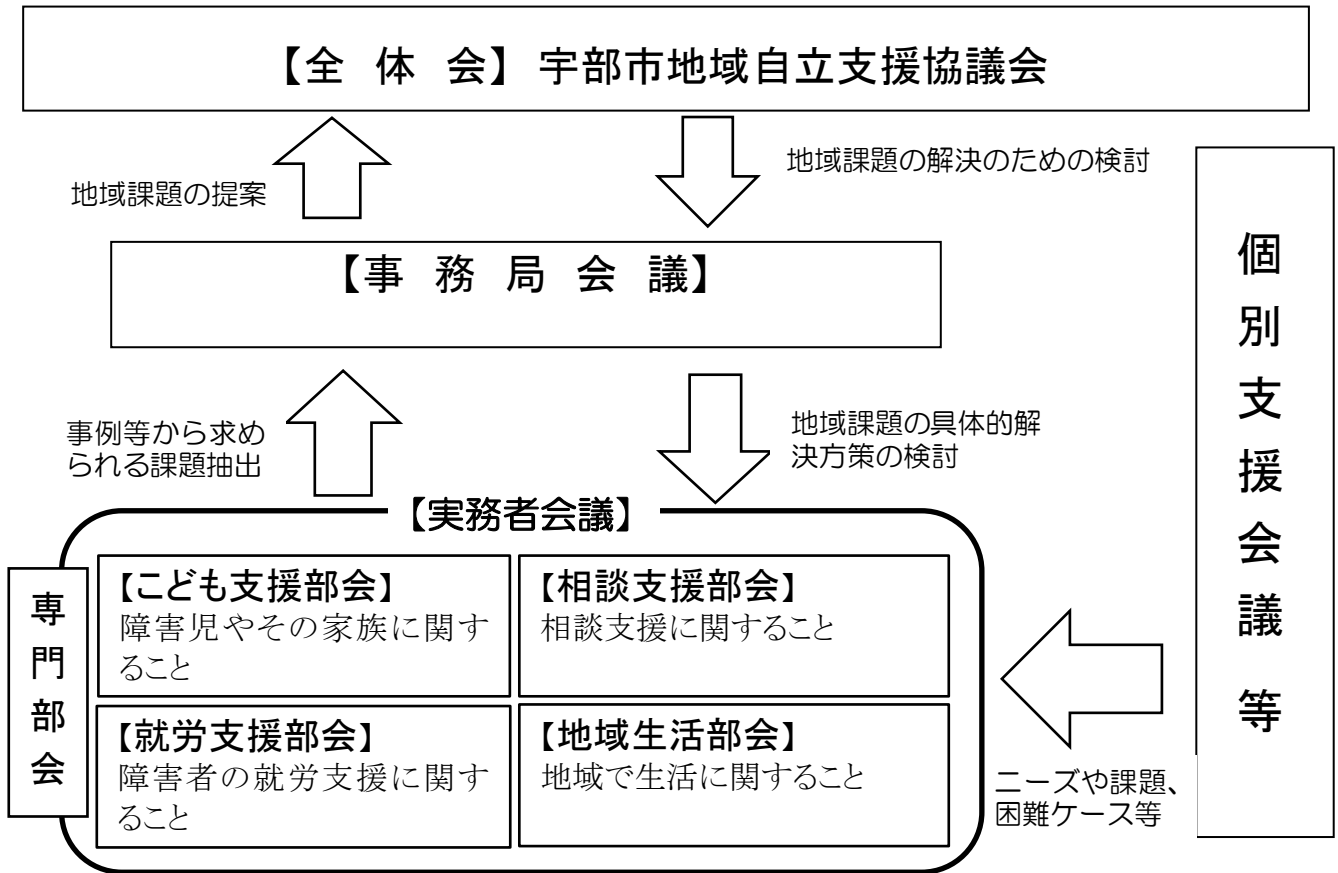 【全 体 会】宇部市地域自立支援協議会
地域課題の提案
地域課題の解決のための検討
【事 務 局 会 議】
事例等から求め
られる課題抽出
地域課題の具体的解
決方策の検討
【実務者会議】
専門部会
【こども支援部会】
障害児やその家族に関す
ること
【相談支援部会】
相談支援に関すること
【就労支援部会】
障害者の就労支援に関す
ること
【地域生活部会】
地域で生活に関すること
個別支援会議 等
ニーズや課題、
困難ケース等